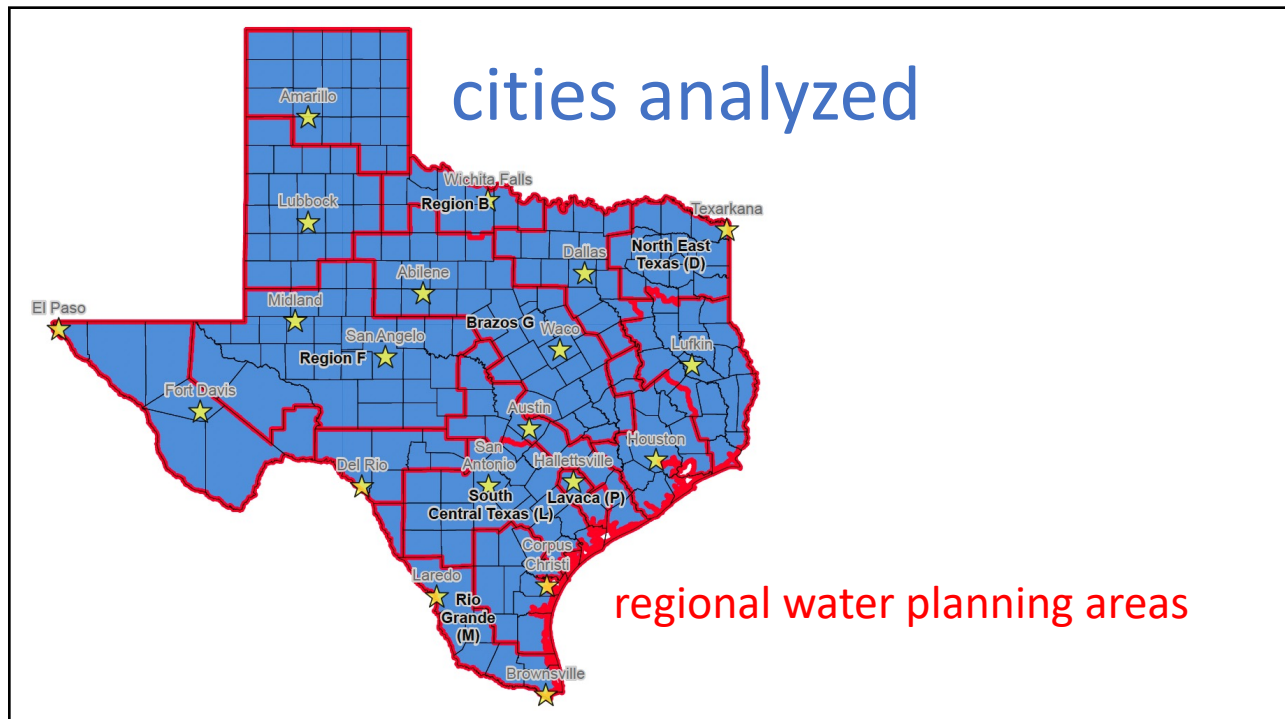 cities analyzed
Amarillo
Wichita Falls
Lubbock
Region B
Texarkana
North East
Texas (D)
Dallas
Abilene
El Paso
Midland
Brazos G
Waco
San Angelo
Region F
Lufkin
Fort Davis
Austin
Houston
San
Antonio
Hallettsville
Del Rio
South
Central Texas (L)
Lavaca (P)
Corpus
Christi
Laredo
Rio
Grande
(M)
regional water planning areas
Brownsville